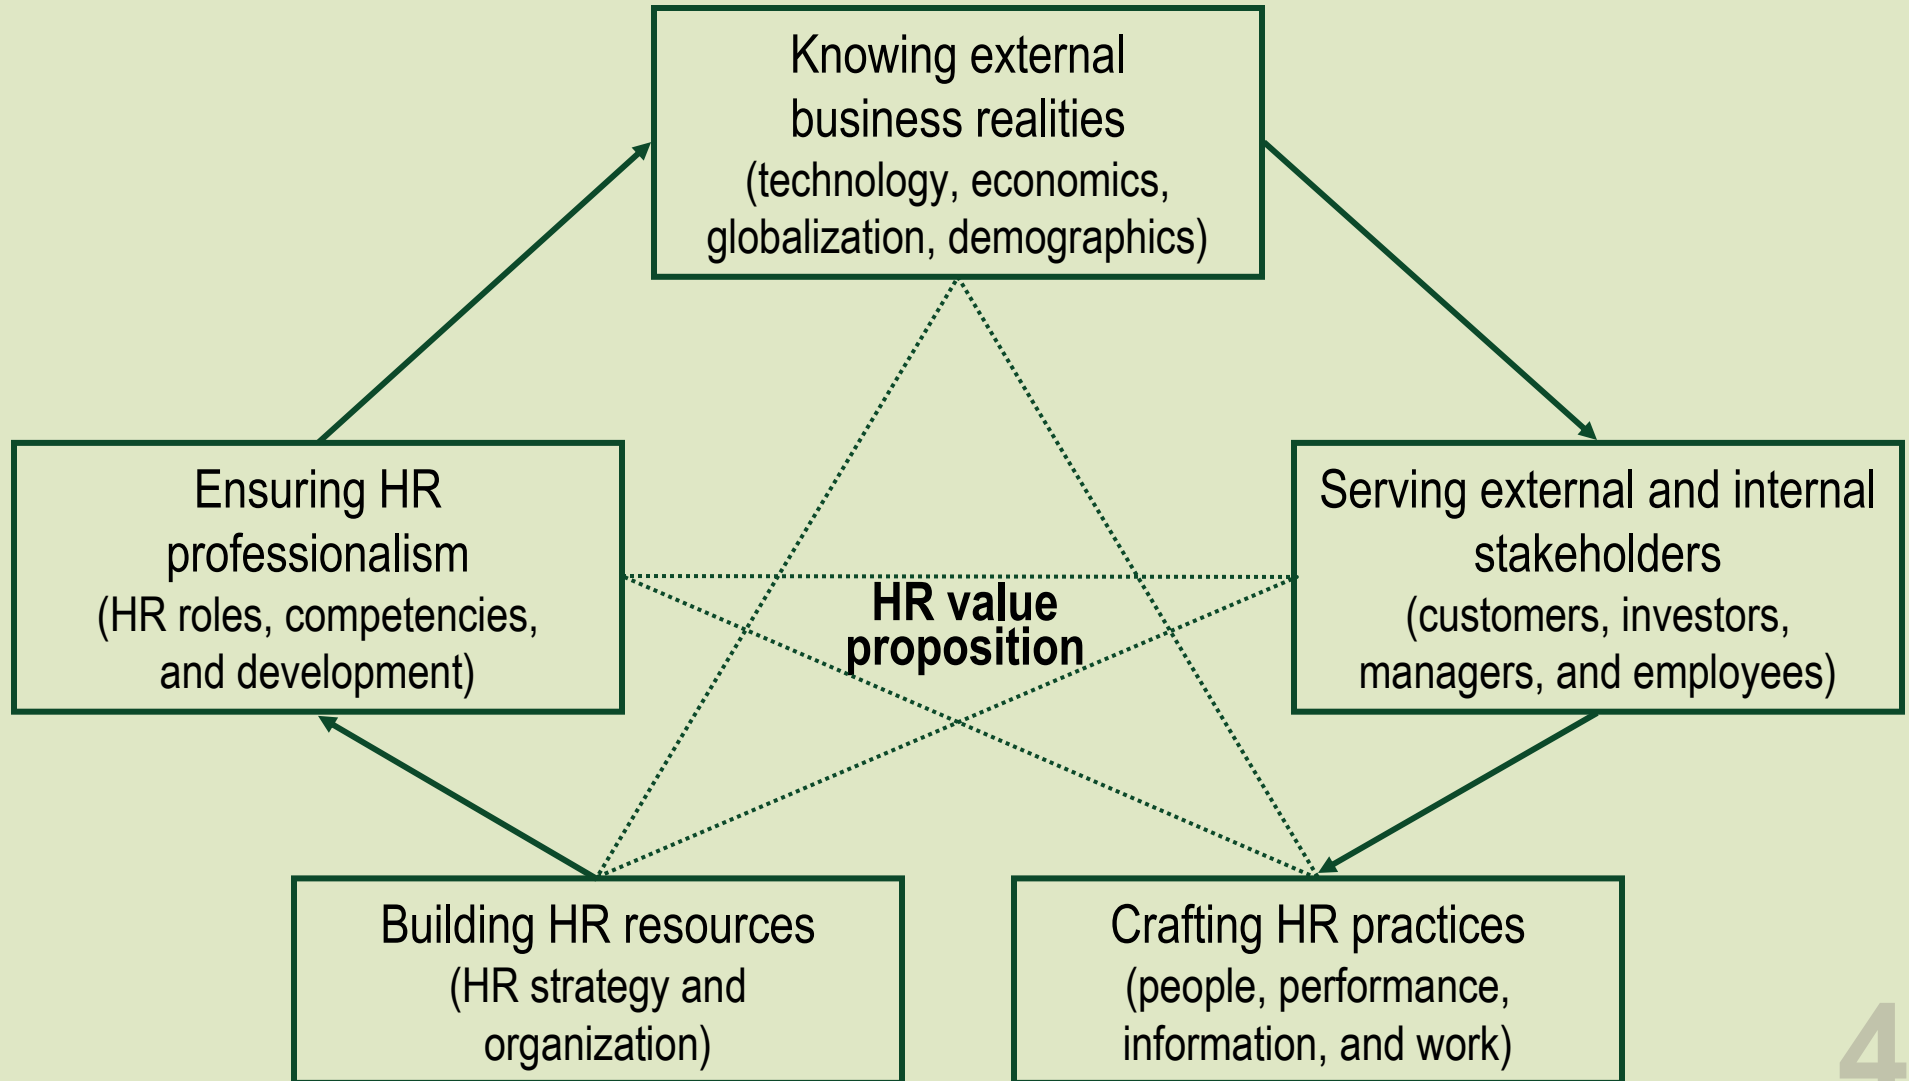 Knowing external
business realities
(technology, economics,
globalization, demographics)
Ensuring HR
professionalism
(HR roles, competencies,
and development)
HR value
proposition
Serving external and internal
stakeholders
(customers, investors,
managers, and employees)
Building HR resources
(HR strategy and
organization)
Crafting HR practices
(people, performance,
information, and work)
4